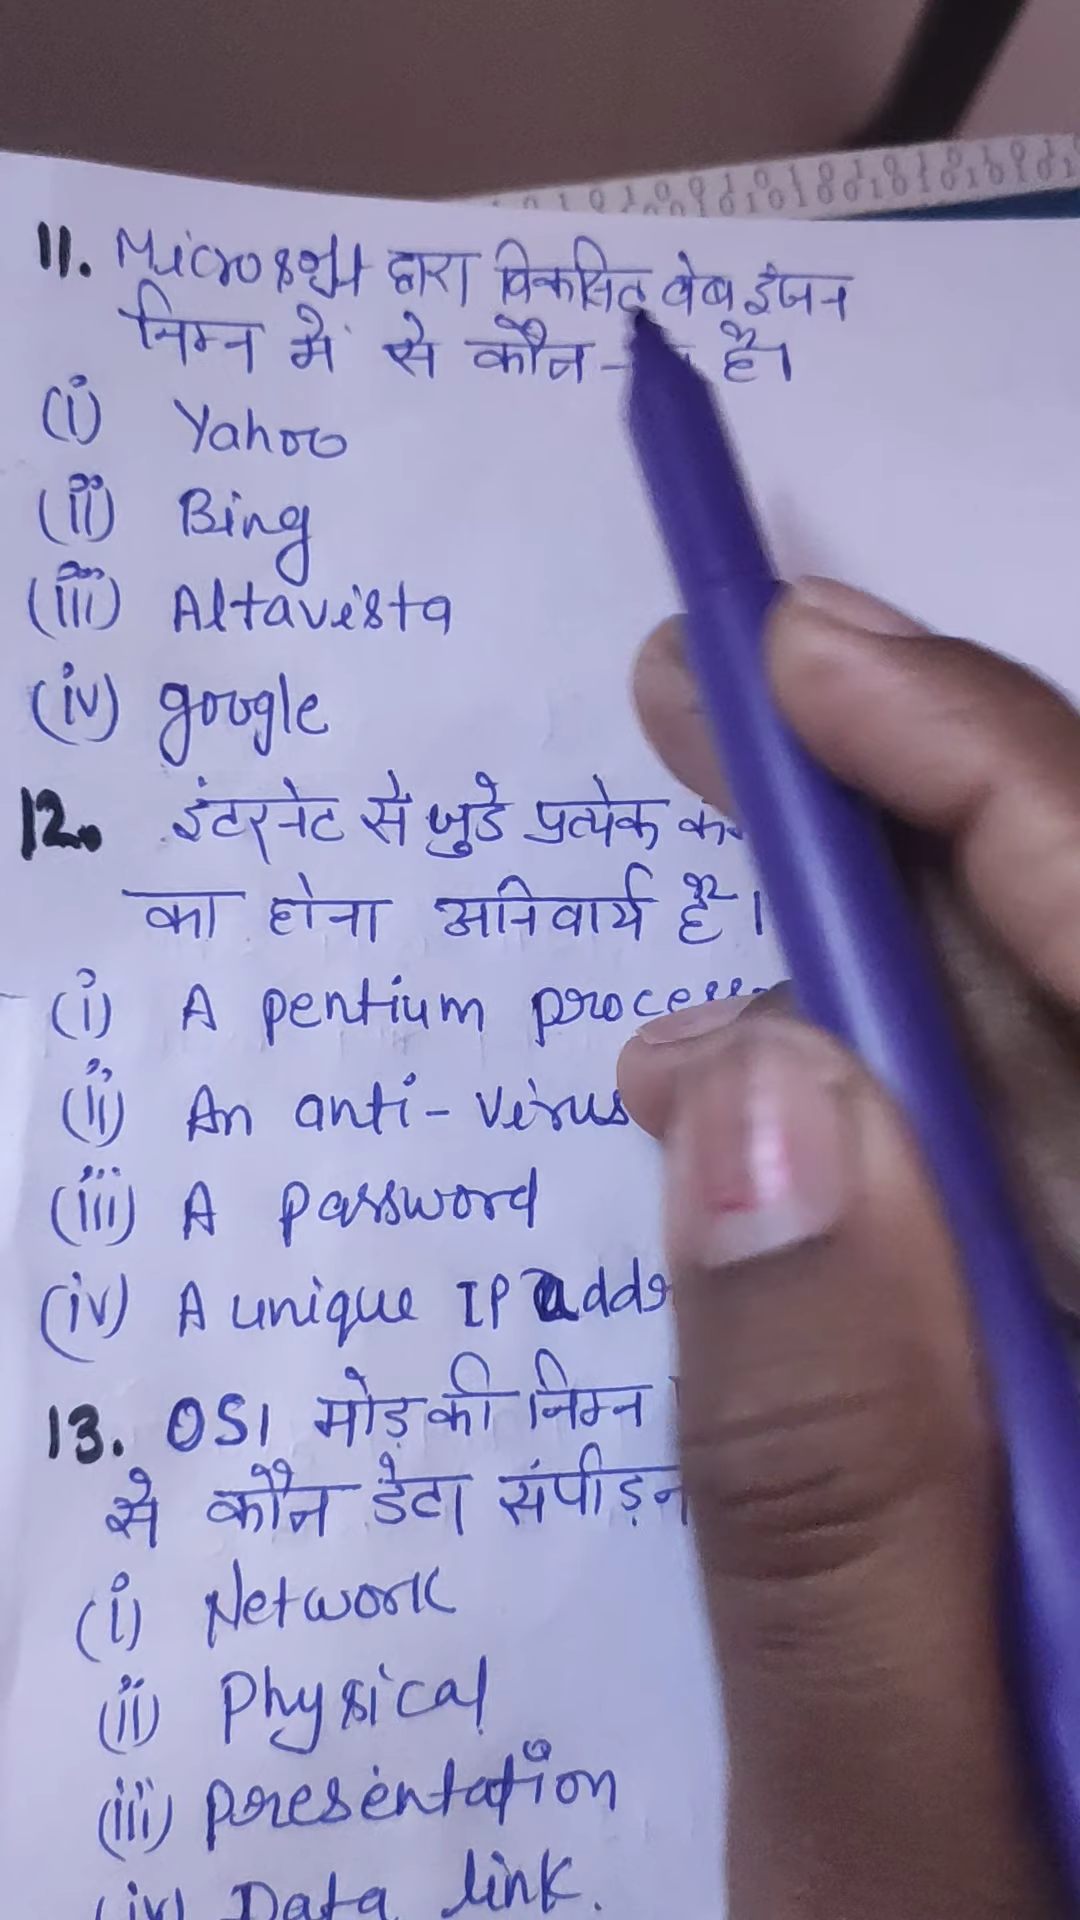 11. Microsoft द्वारा विकसित वेब इंजन
निम्न में से कौन- है।
(i) Yahoo
(ii) Bing
(iii) Altavista
(iv) google
12. इंटरनेट से जुडे प्रत्येक
का होना अनिवार्य है।
(i) A pentium
(ii) An anti-virus
(iii) A password
(iv) A unique IP
13. OSI मोड़ की निम्न
से कौन डेटा संपीड़न
(i) Network
(ii) Physical
(iii) presentation
(iv) Data link.